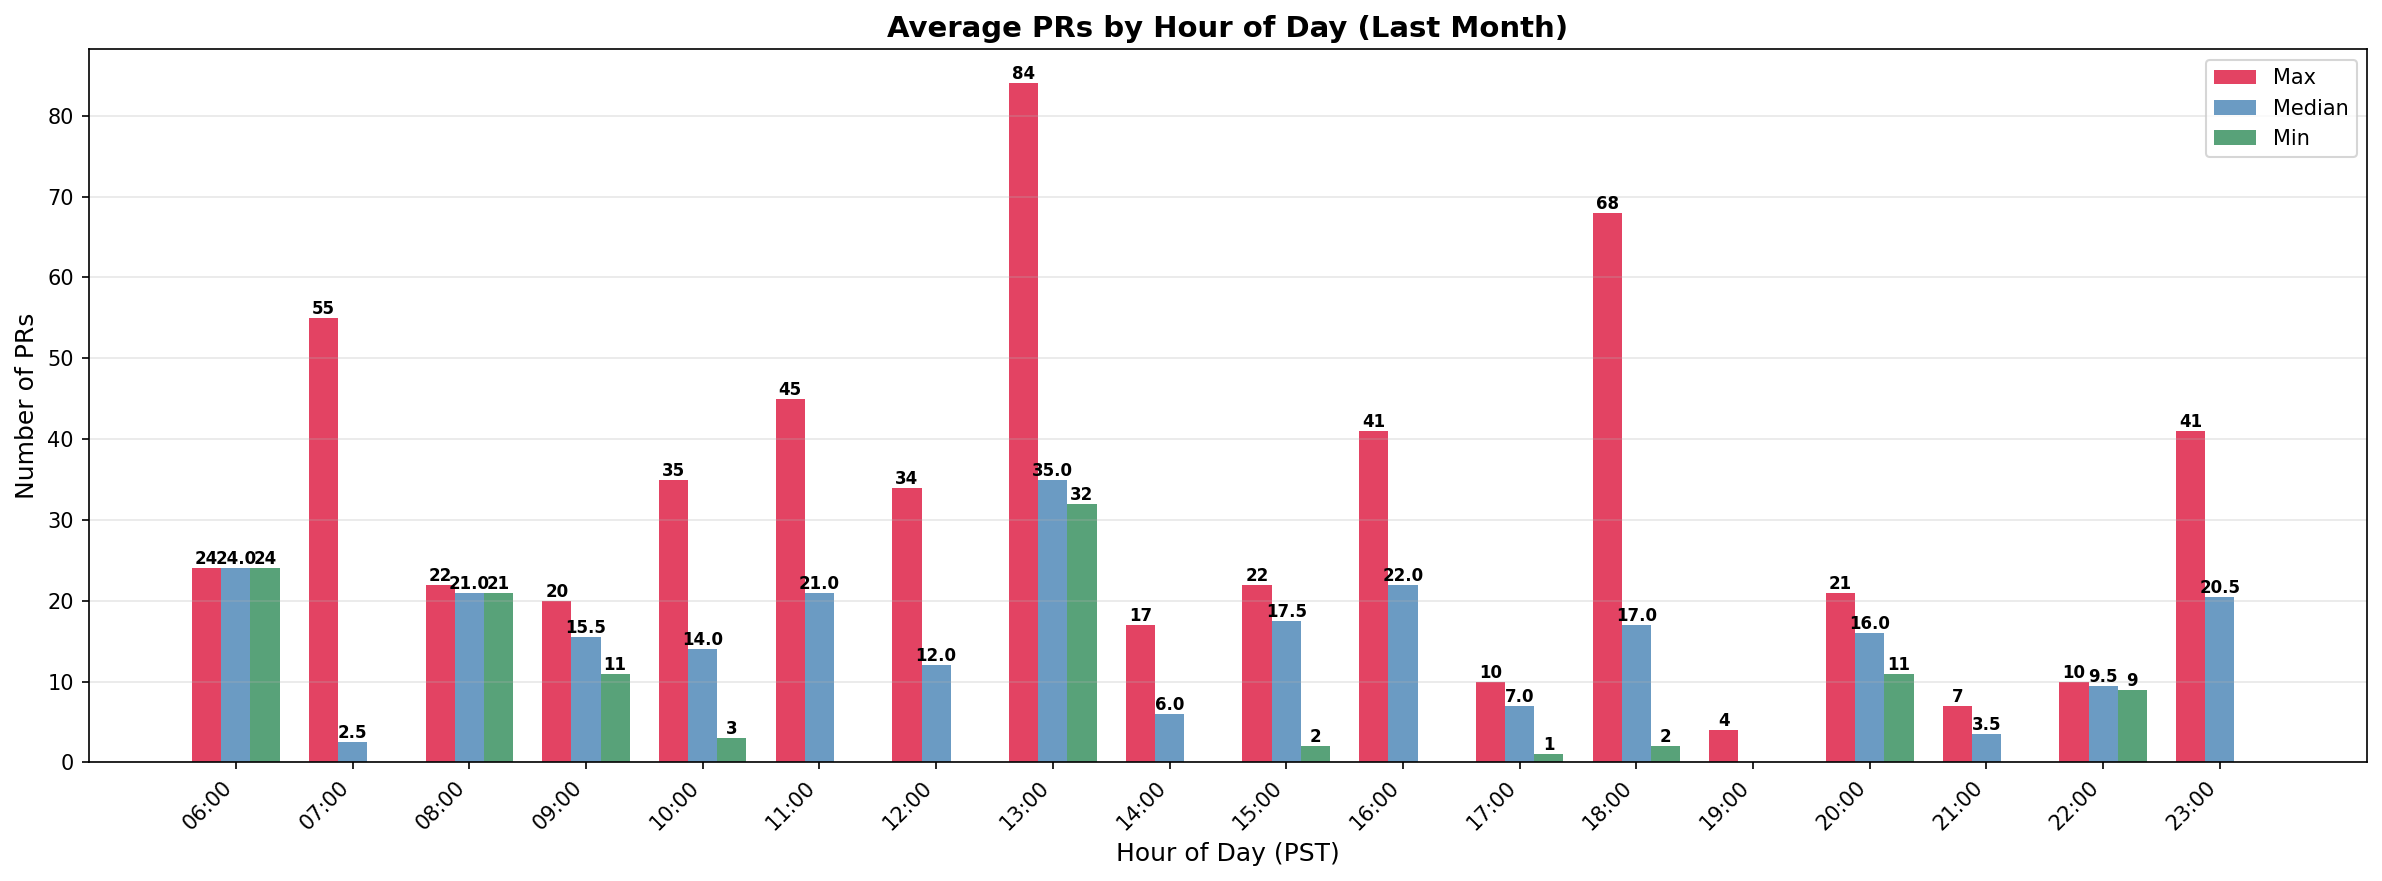 Average PRs by Hour of Day (Last Month)
Max
Median
Min
Number of PRs
80
70
60
50
40
30
20
10
0
24 24.0 24
55 2.5
22 21.0 21
20 15.5 11
35 14.0 3
45 21.0
34 12.0
84 35.0 32
17 6.0
22 17.5 2
41 22.0
10 7.0 1
68 17.0 2
4
21 16.0 11
7 3.5
10 9.5 9
41 20.5
06:00 07:00 08:00 09:00 10:00 11:00 12:00 13:00 14:00 15:00 16:00 17:00 18:00 19:00 20:00 21:00 22:00 23:00
Hour of Day (PST)